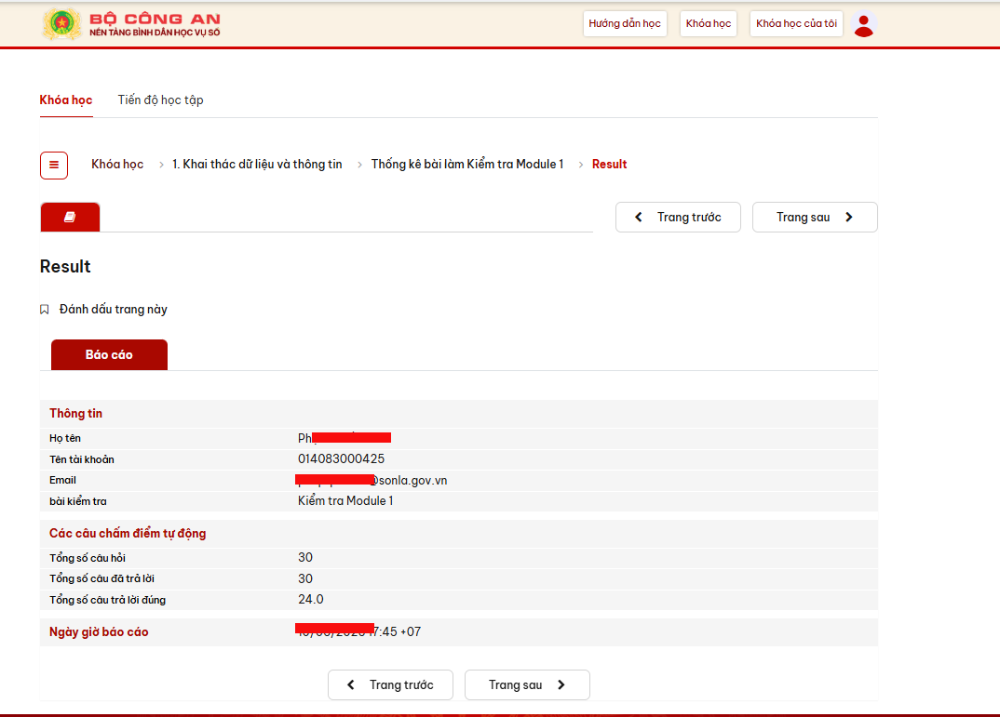 BỘ CÔNG AN
NỀN TẢNG BÌNH DÂN HỌC VỤ SỐ
Hướng dẫn học
Khóa học
Khóa học của tôi
Khóa học
Tiến độ học tập
Khóa học > 1. Khai thác dữ liệu và thông tin > Thống kê bài làm Kiểm tra Module 1 > Result
Trang trước
Trang sau
Result
Đánh dấu trang này
Báo cáo
Thông tin
Họ tên
Tên tài khoản 014083000425
Email @sonla.gov.vn
bài kiểm tra Kiểm tra Module 1
Các câu chấm điểm tự động
Tổng số câu hỏi 30
Tổng số câu đã trả lời 30
Tổng số câu trả lời đúng 24.0
Ngày giờ báo cáo 7:45 +07
Trang trước
Trang sau